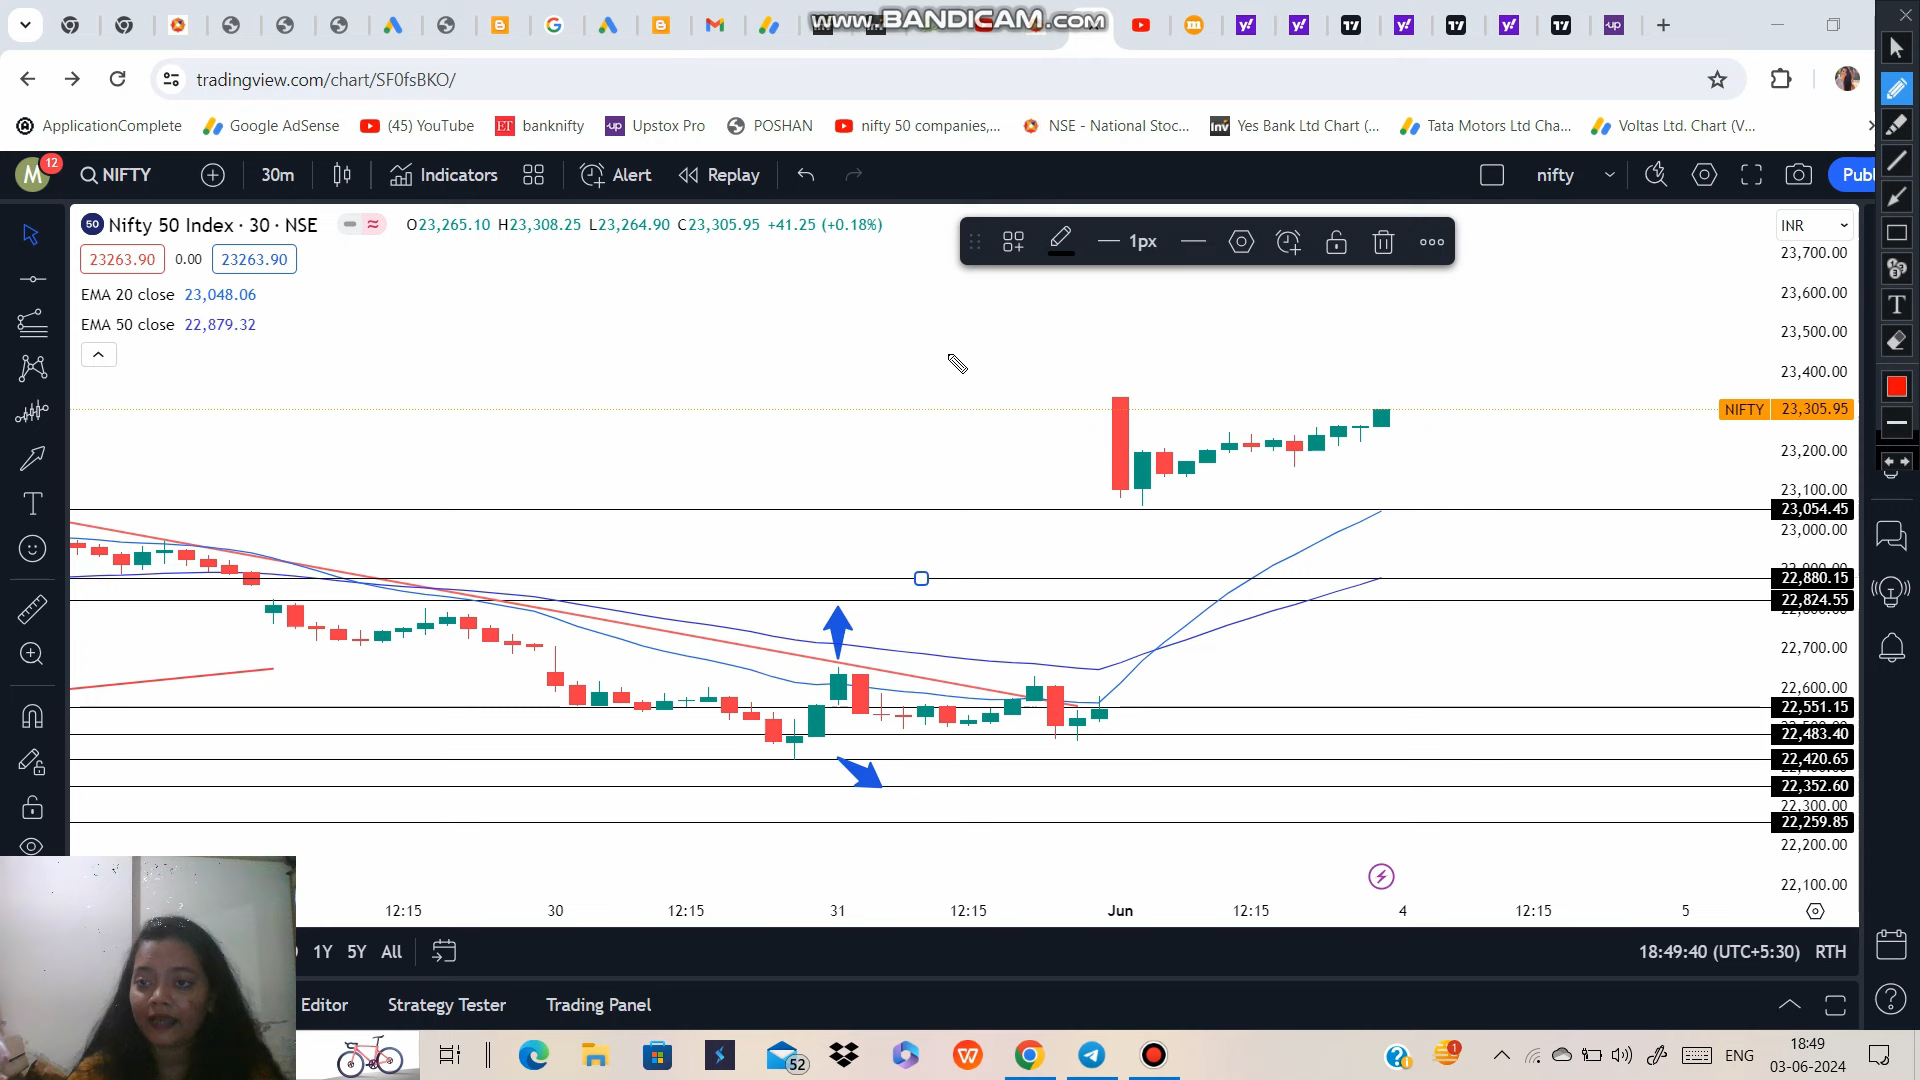 www.BANDICAM.com
tradingview.com/chart/SF0fsBKO/
ApplicationComplete
Google AdSense
(45) YouTube
banknifty
Upstox Pro
POSHAN
nifty 50 companies,...
NSE - National Stoc...
Yes Bank Ltd Chart (...
Tata Motors Ltd Cha...
Voltas Ltd. Chart (V...
M 12 NIFTY 30m Indicators Alert Replay nifty Publ
50 Nifty 50 Index · 30 · NSE O23,265.10 H23,308.25 L23,264.90 C23,305.95 +41.25 (+0.18%)
INR
23263.90 0.00 23263.90
1px
EMA 20 close 23,048.06
EMA 50 close 22,879.32
23,700.00
23,600.00
23,500.00
23,400.00
NIFTY 23,305.95
23,200.00
23,100.00
23,054.45
23,000.00
22,880.15
22,824.55
22,700.00
22,600.00
22,551.15
22,483.40
22,420.65
22,352.60
22,300.00
22,259.85
22,200.00
22,100.00
12:15 30 12:15 31 12:15 Jun 12:15 4 12:15 5
1Y 5Y All
18:49:40 (UTC+5:30) RTH
Editor Strategy Tester Trading Panel
52
1
ENG
18:49
03-06-2024